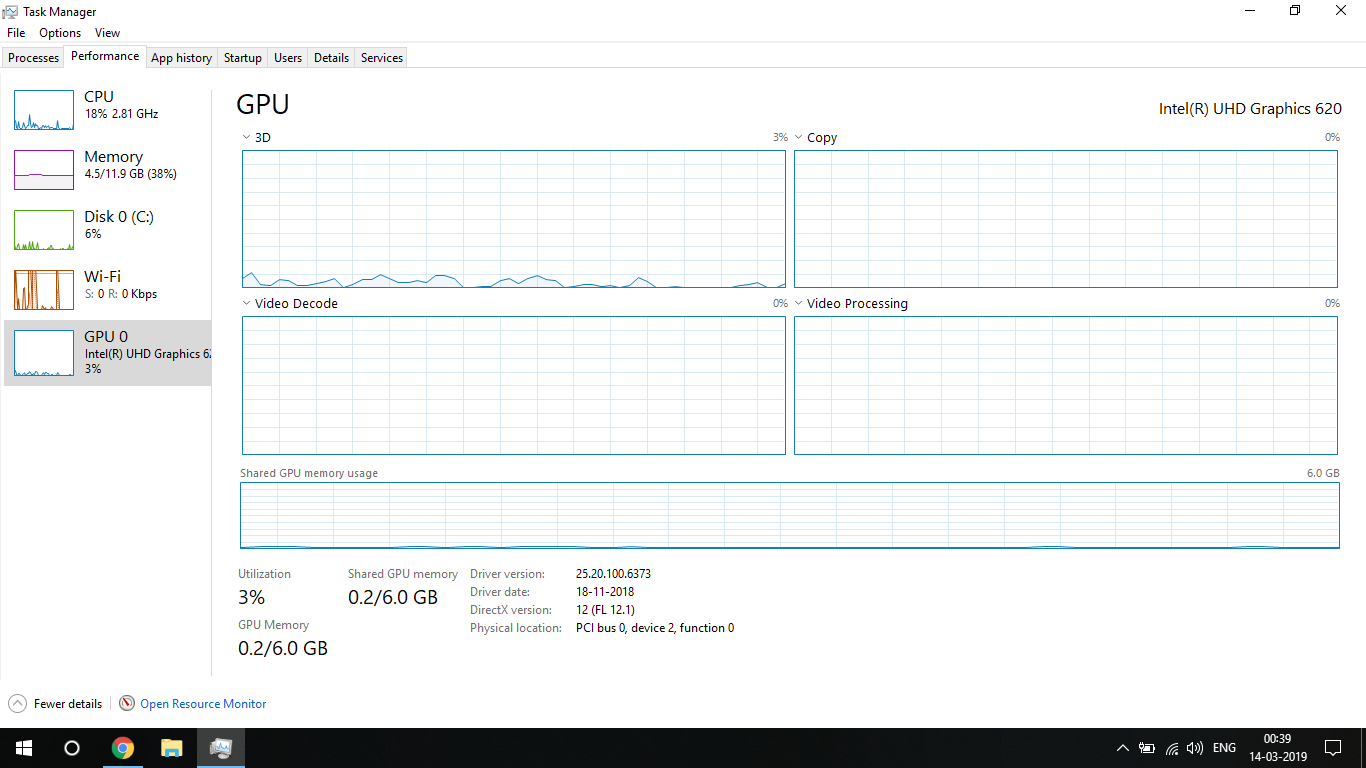 Task Manager
File Options View
Processes Performance App history Startup Users Details Services
CPU
18% 2.81 GHz
Memory
4.5/11.9 GB (38%)
Disk 0 (C:)
6%
Wi-Fi
S: 0 R: 0 Kbps
GPU 0
Intel(R) UHD Graphics 62
3%
GPU
Intel(R) UHD Graphics 620
3D 3%
Copy 0%
Video Decode 0%
Video Processing 0%
Shared GPU memory usage 6.0 GB
Utilization
3%
Shared GPU memory
0.2/6.0 GB
GPU Memory
0.2/6.0 GB
Driver version: 25.20.100.6373
Driver date: 18-11-2018
DirectX version: 12 (FL 12.1)
Physical location: PCI bus 0, device 2, function 0
Fewer details Open Resource Monitor
ENG
00:39
14-03-2019